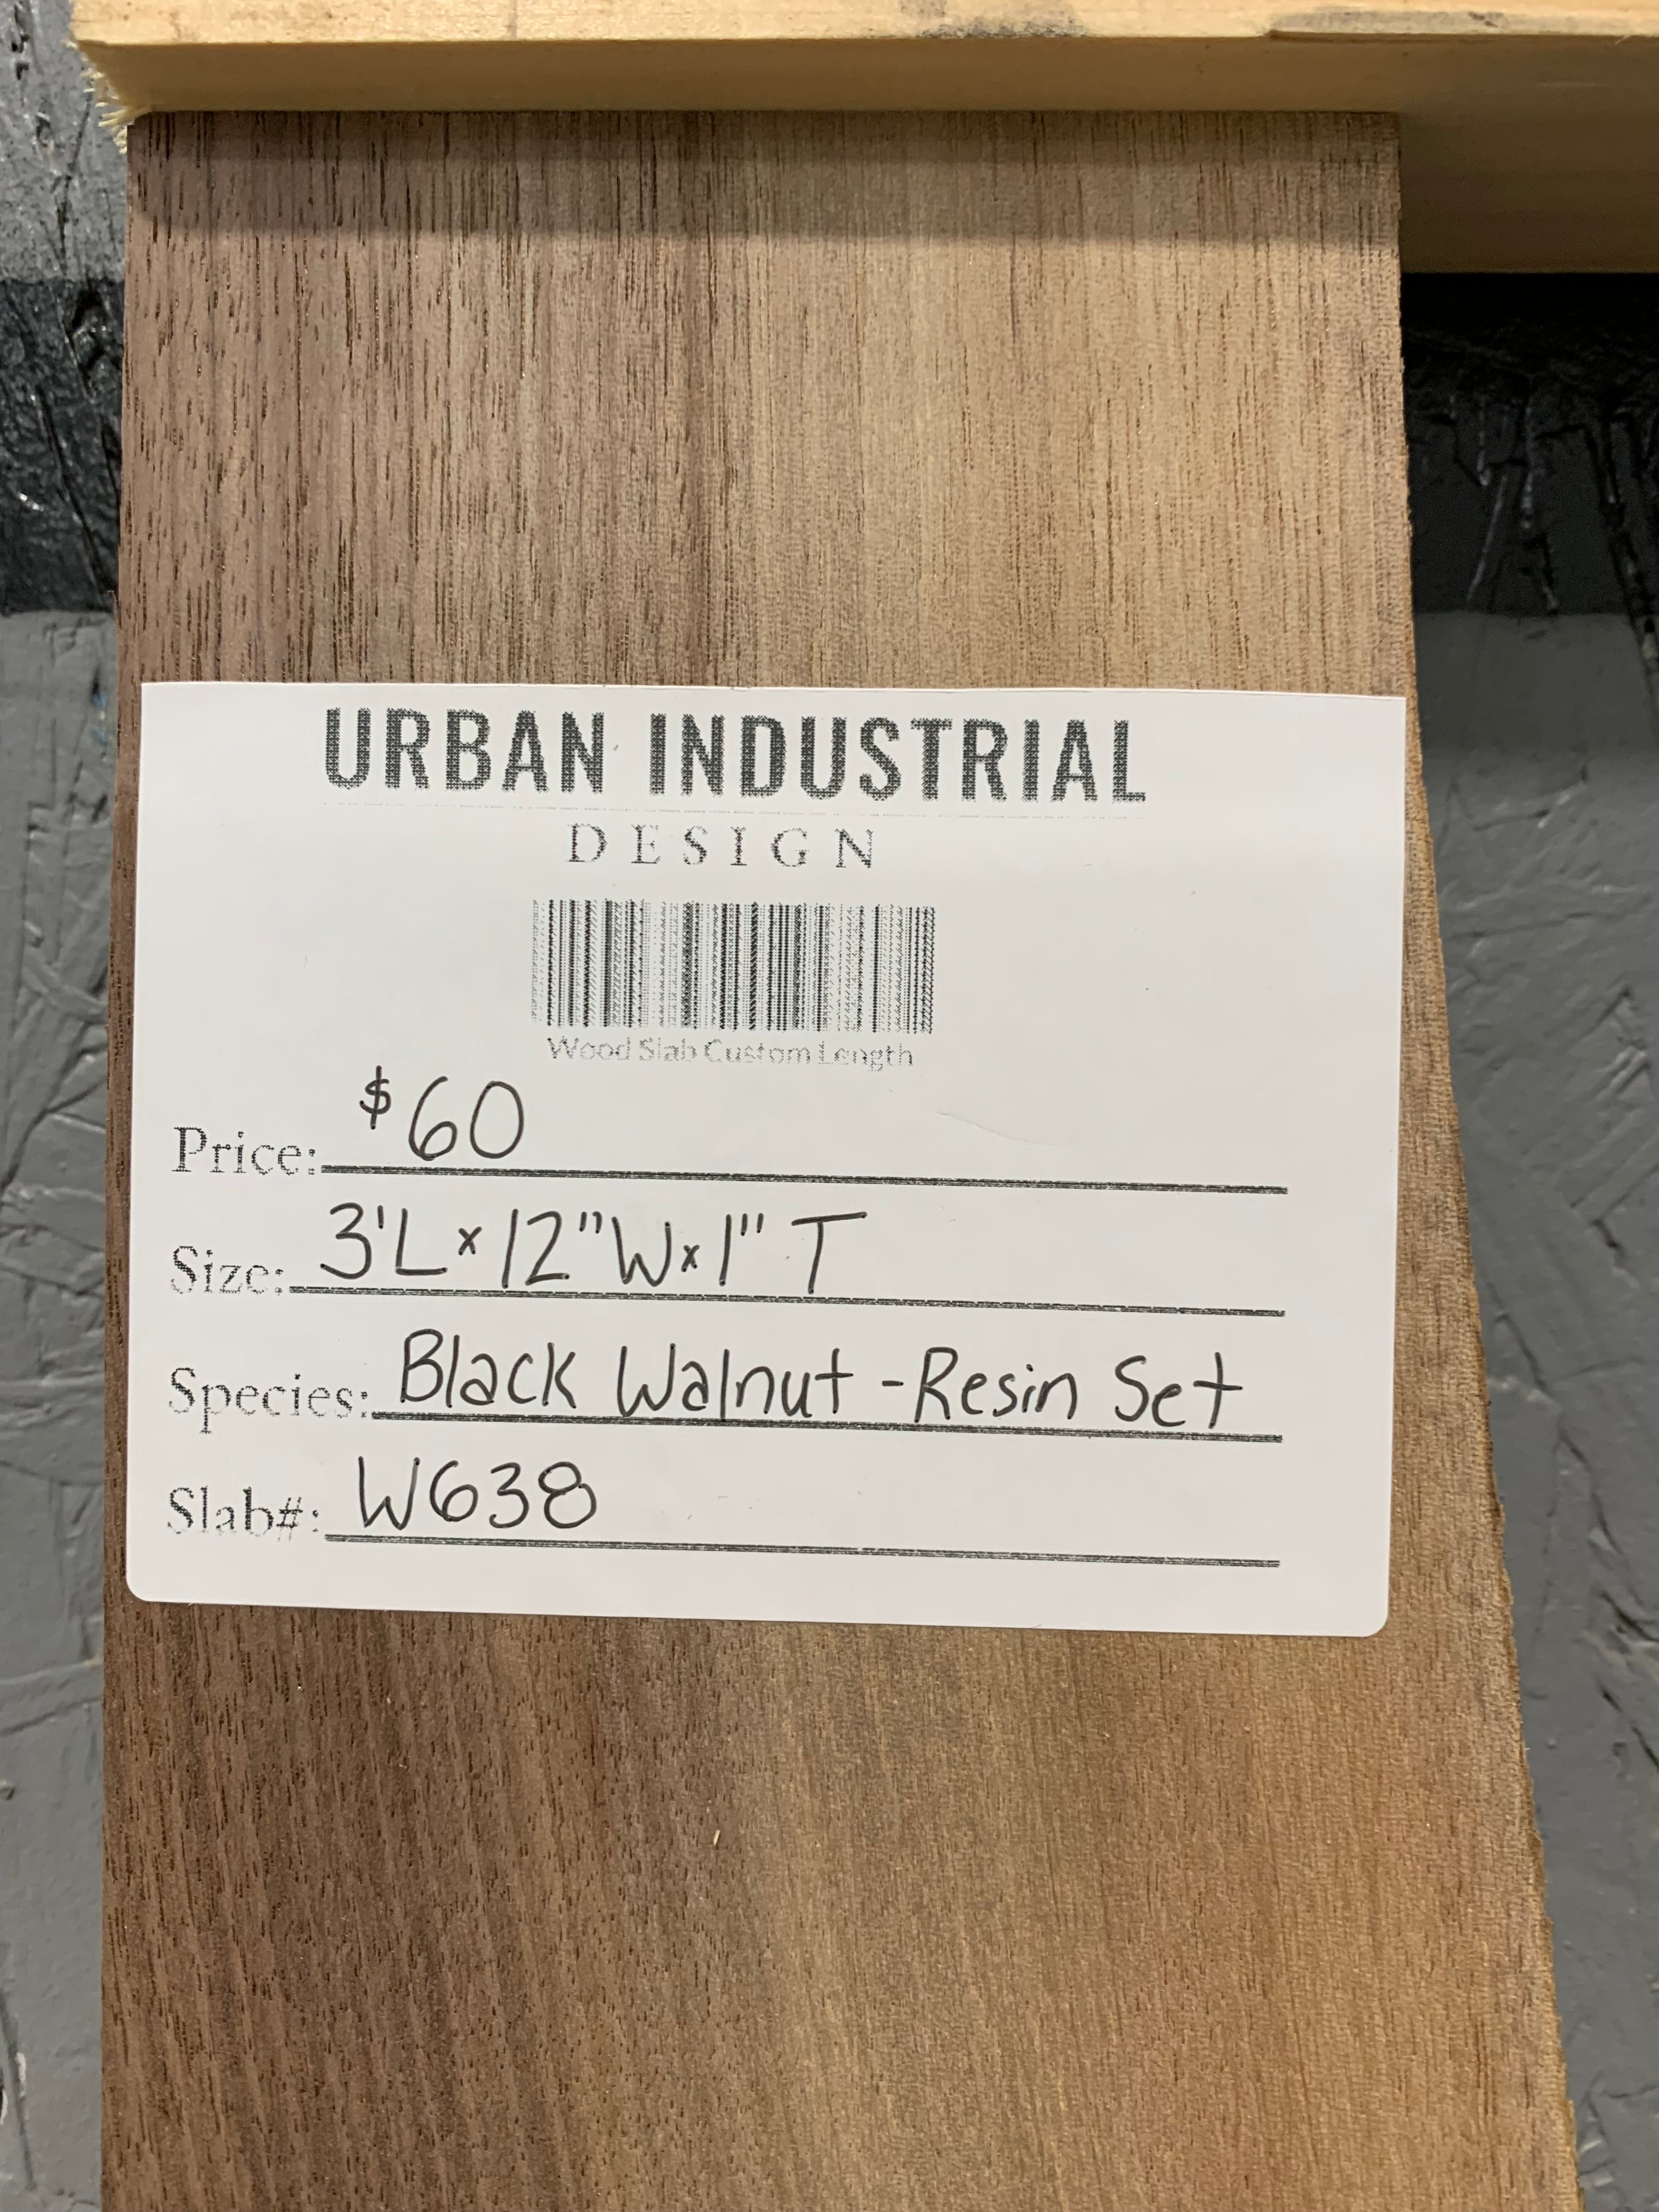 URBAN INDUSTRIAL
DESIGN
Wood Slab Custom Length
Price: $60
Size: 3'L x 12"W x 1" T
Species: Black Walnut - Resin Set
Slab#: W638